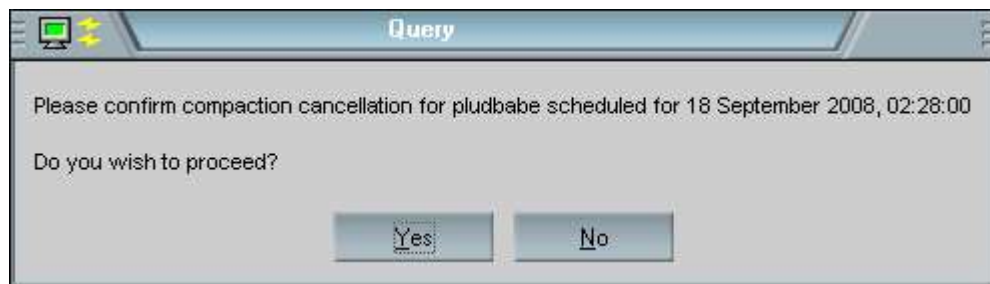 Query
Please confirm compaction cancellation for pludbabe scheduled for 18 September 2008, 02:28:00
Do you wish to proceed?
Yes
No